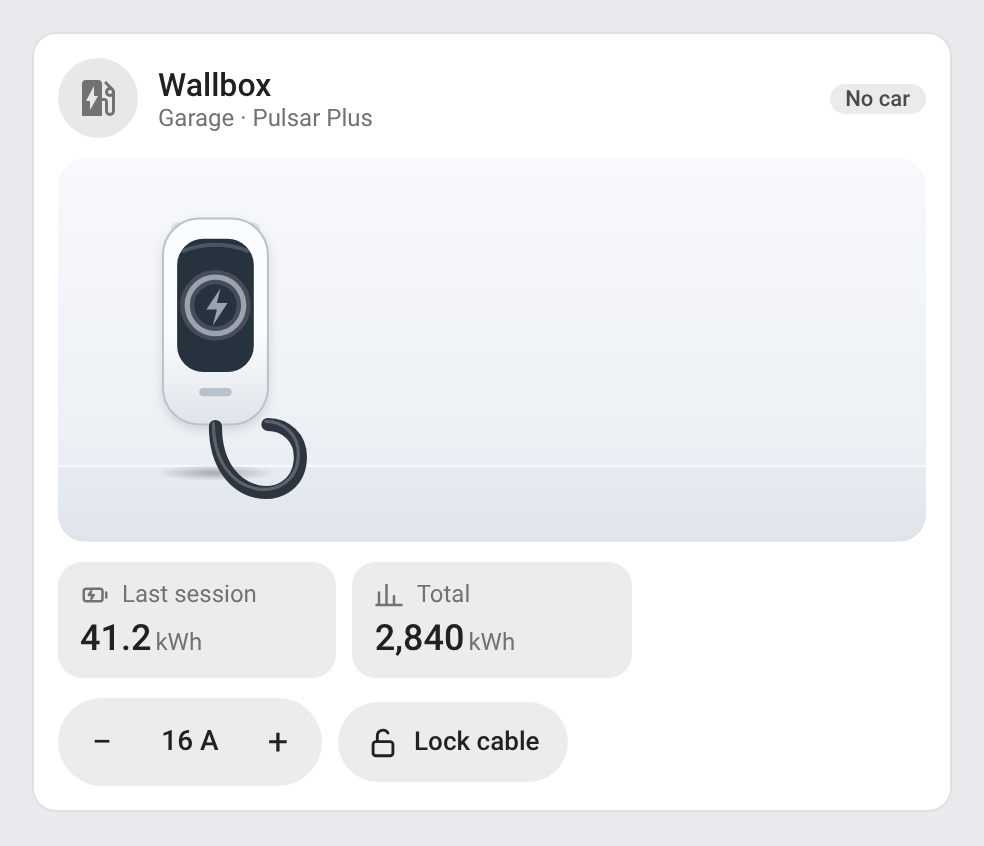 Wallbox
Garage · Pulsar Plus
No car
Last session
41.2 kWh
Total
2,840 kWh
− 16 A +
Lock cable